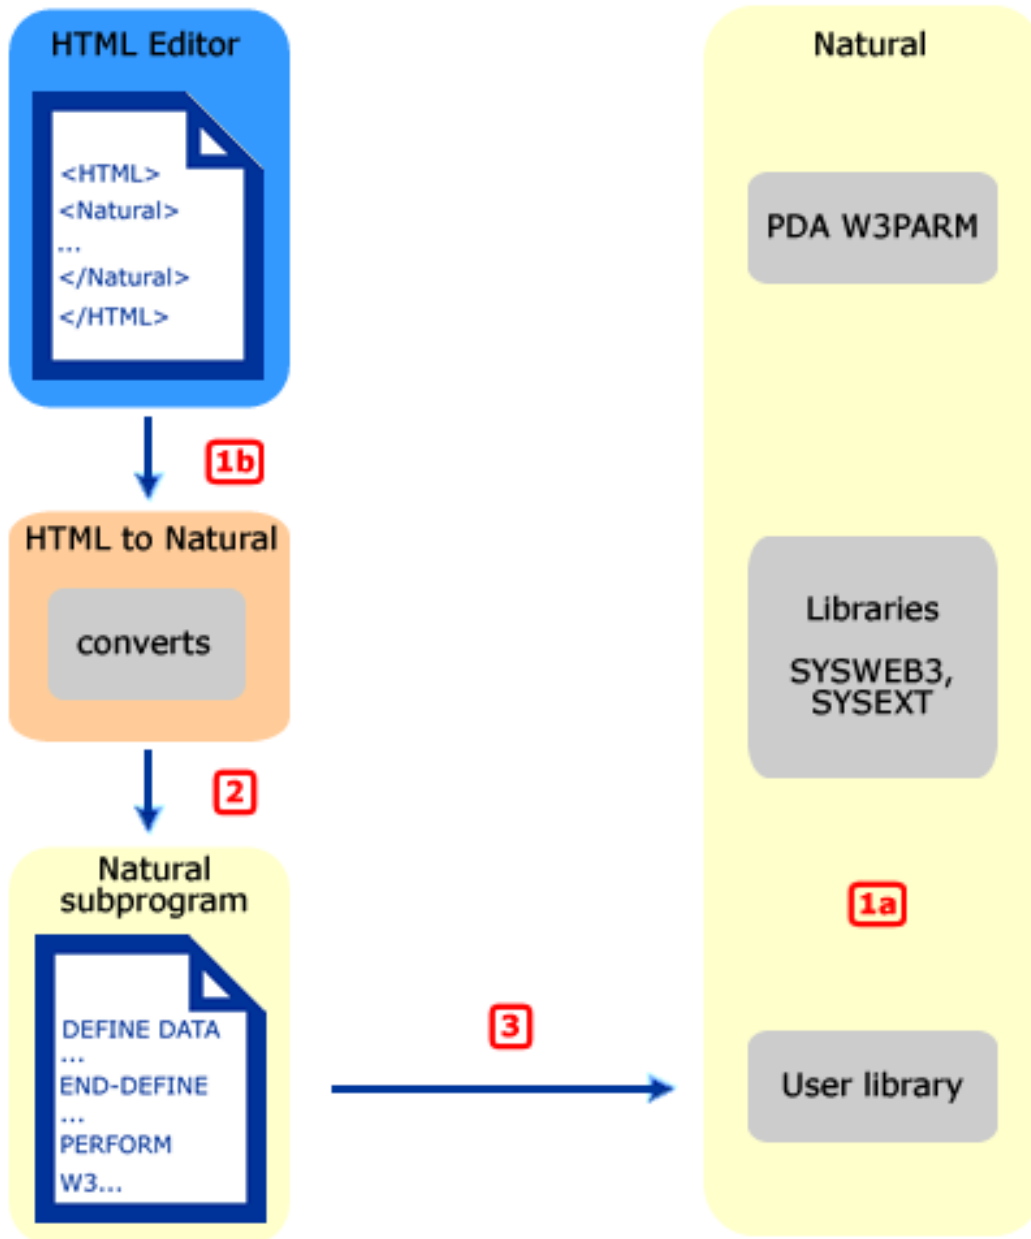 HTML Editor
<HTML>
<Natural>
...
</Natural>
</HTML>
1b
HTML to Natural
converts
2
Natural
subprogram
DEFINE DATA
...
END-DEFINE
...
PERFORM
W3...
3
Natural
PDA W3PARM
Libraries
SYSWEB3,
SYSEXT
1a
User library